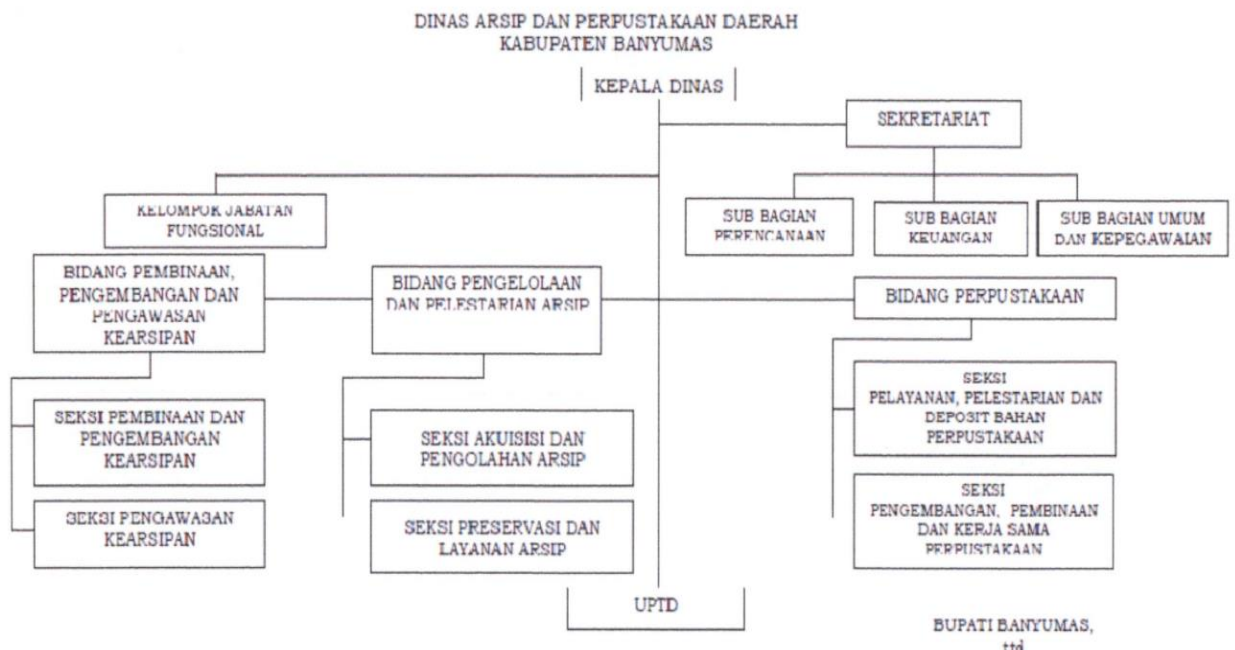 DINAS ARSIP DAN PERPUSTAKAAN DAERAH
KABUPATEN BANYUMAS
KEPALA DINAS
SEKRETARIAT
KELOMPOK JABATAN
FUNGSIONAL
SUB BAGIAN
PERENCANAAN
SUB BAGIAN
KEUANGAN
SUB BAGIAN UMUM
DAN KEPEGAWAIAN
BIDANG PEMBINAAN,
PENGEMBANGAN DAN
PENGAWASAN
KEARSIPAN
BIDANG PENGELOLAAN
DAN PELESTARIAN ARSIP
BIDANG PERPUSTAKAAN
SEKSI PEMBINAAN DAN
PENGEMBANGAN
KEARSIPAN
SEKSI AKUISISI DAN
PENGOLAHAN ARSIP
SEKSI
PELAYANAN, PELESTARIAN DAN
DEPOSIT BAHAN
PERPUSTAKAAN
SEKSI PENGAWASAN
KEARSIPAN
SEKSI PRESERVASI DAN
LAYANAN ARSIP
SEKSI
PENGEMBANGAN, PEMBINAAN
DAN KERJA SAMA
PERPUSTAKAAN
UPTD
BUPATI BANYUMAS,
ttd